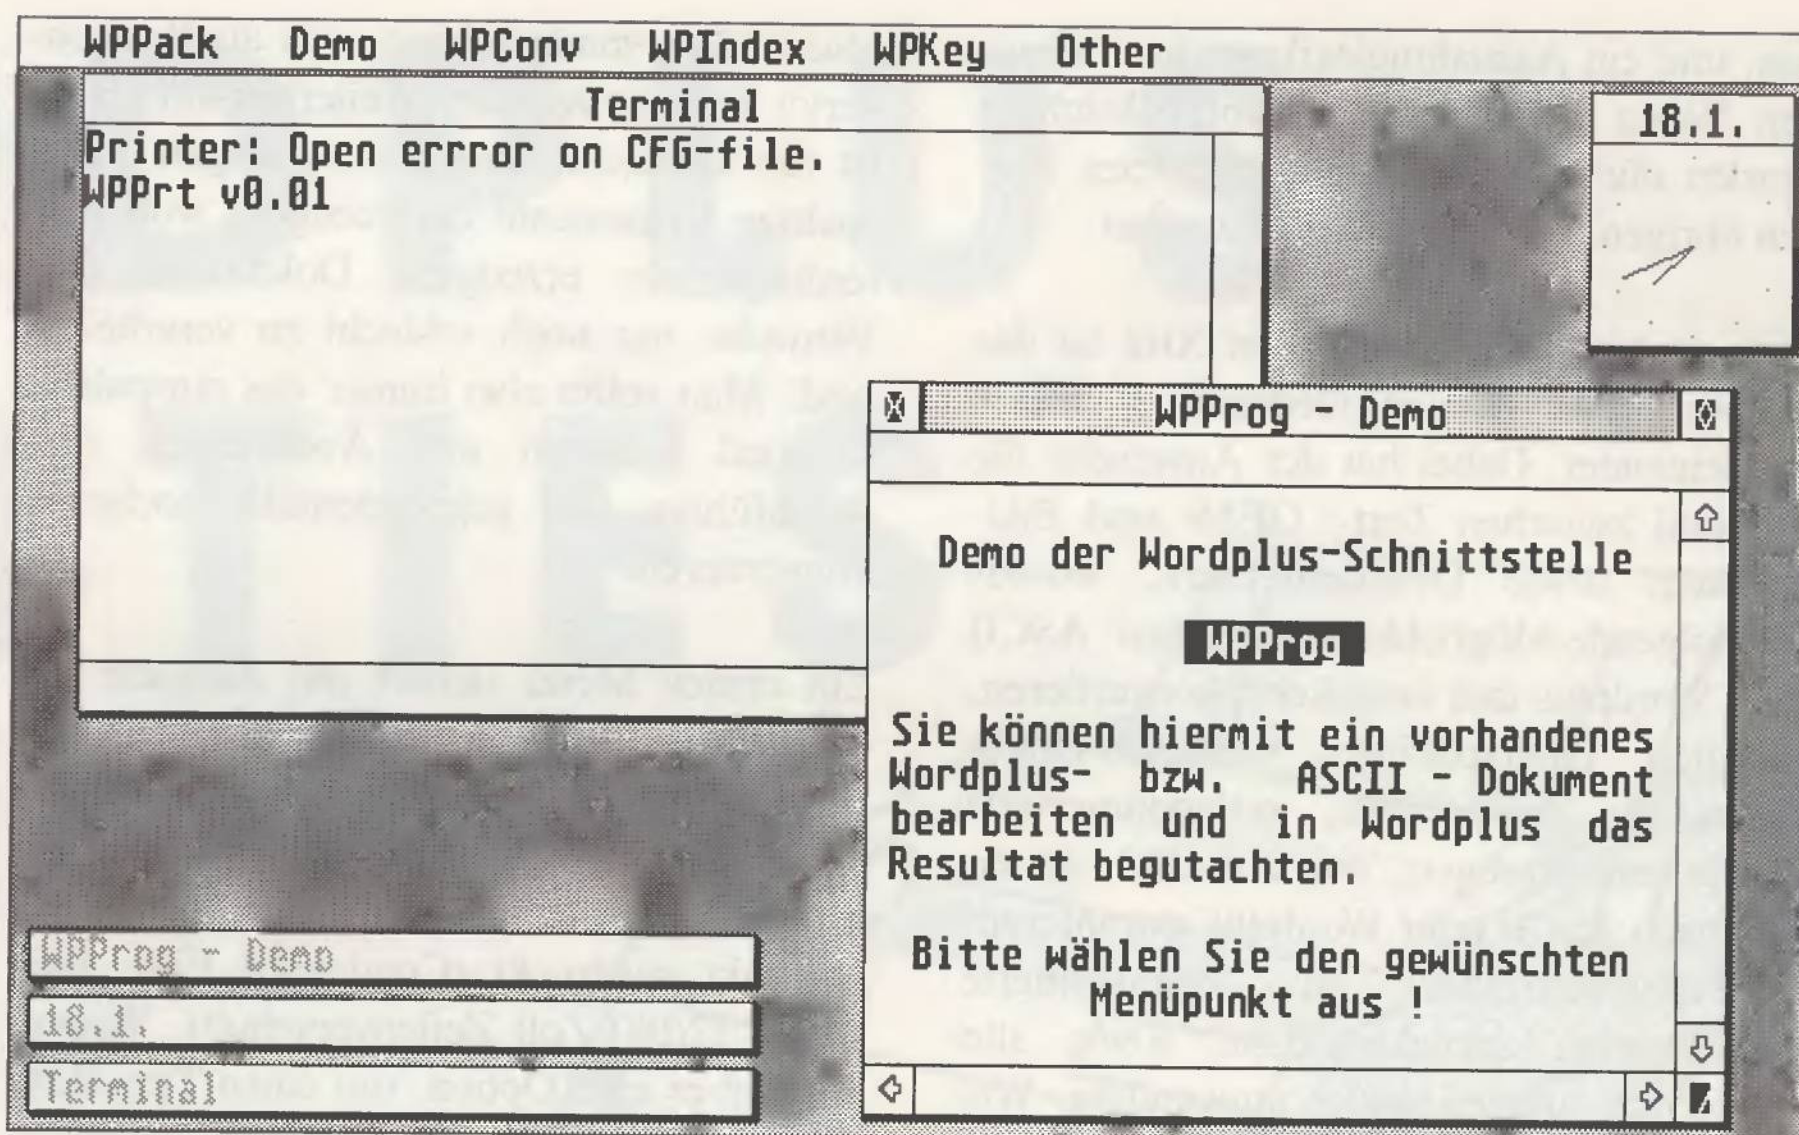 WPPack Demo WPConv WPIndex WPKey Other
Terminal
Printer: Open errror on CFG-file.
WPPrt v0.01
18.1.
WPProg - Demo
Demo der Wordplus-Schnittstelle
WPProg
Sie können hiermit ein vorhandenes
Wordplus- bzw. ASCII - Dokument
bearbeiten und in Wordplus das
Resultat begutachten.
Bitte wählen Sie den gewünschten
Menüpunkt aus !
WPProg - Demo
18.1.
Terminal